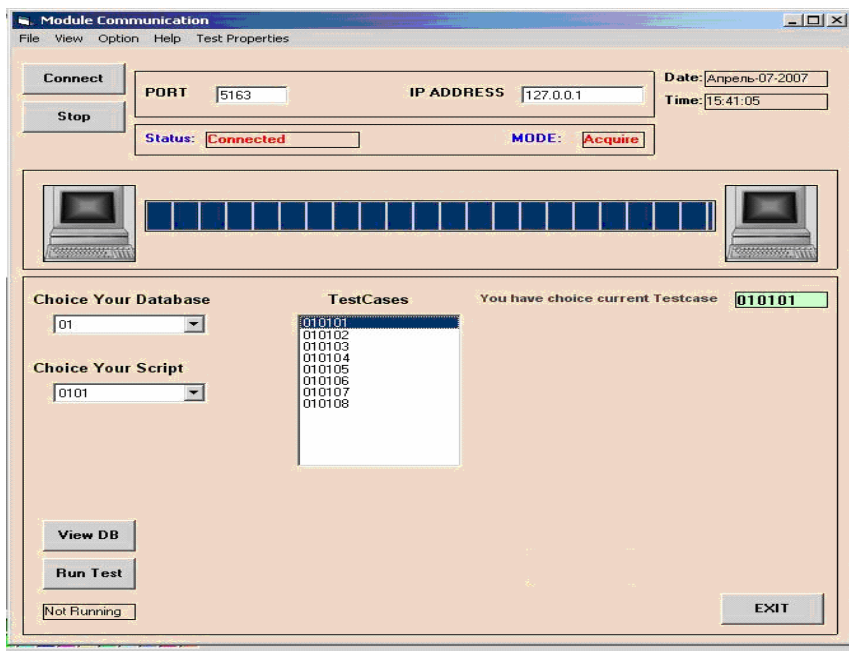 Module Communication
File View Option Help Test Properties
Connect
Stop
PORT 5163 IP ADDRESS 127.0.0.1
Date: Апрель-07-2007
Time: 15:41:05
Status: Connected MODE: Acquire
Choice Your Database
01
Choice Your Script
0101
TestCases
010101
010102
010103
010104
010105
010106
010107
010108
You have choice current Testcase 010101
View DB
Run Test
Not Running
EXIT